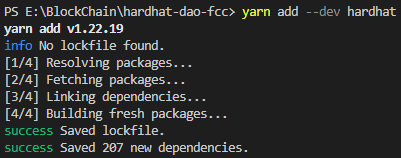 PS E:\BlockChain\hardhat-dao-fcc> yarn add --dev hardhat
yarn add v1.22.19
info No lockfile found.
[1/4] Resolving packages...
[2/4] Fetching packages...
[3/4] Linking dependencies...
[4/4] Building fresh packages...
success Saved lockfile.
success Saved 207 new dependencies.